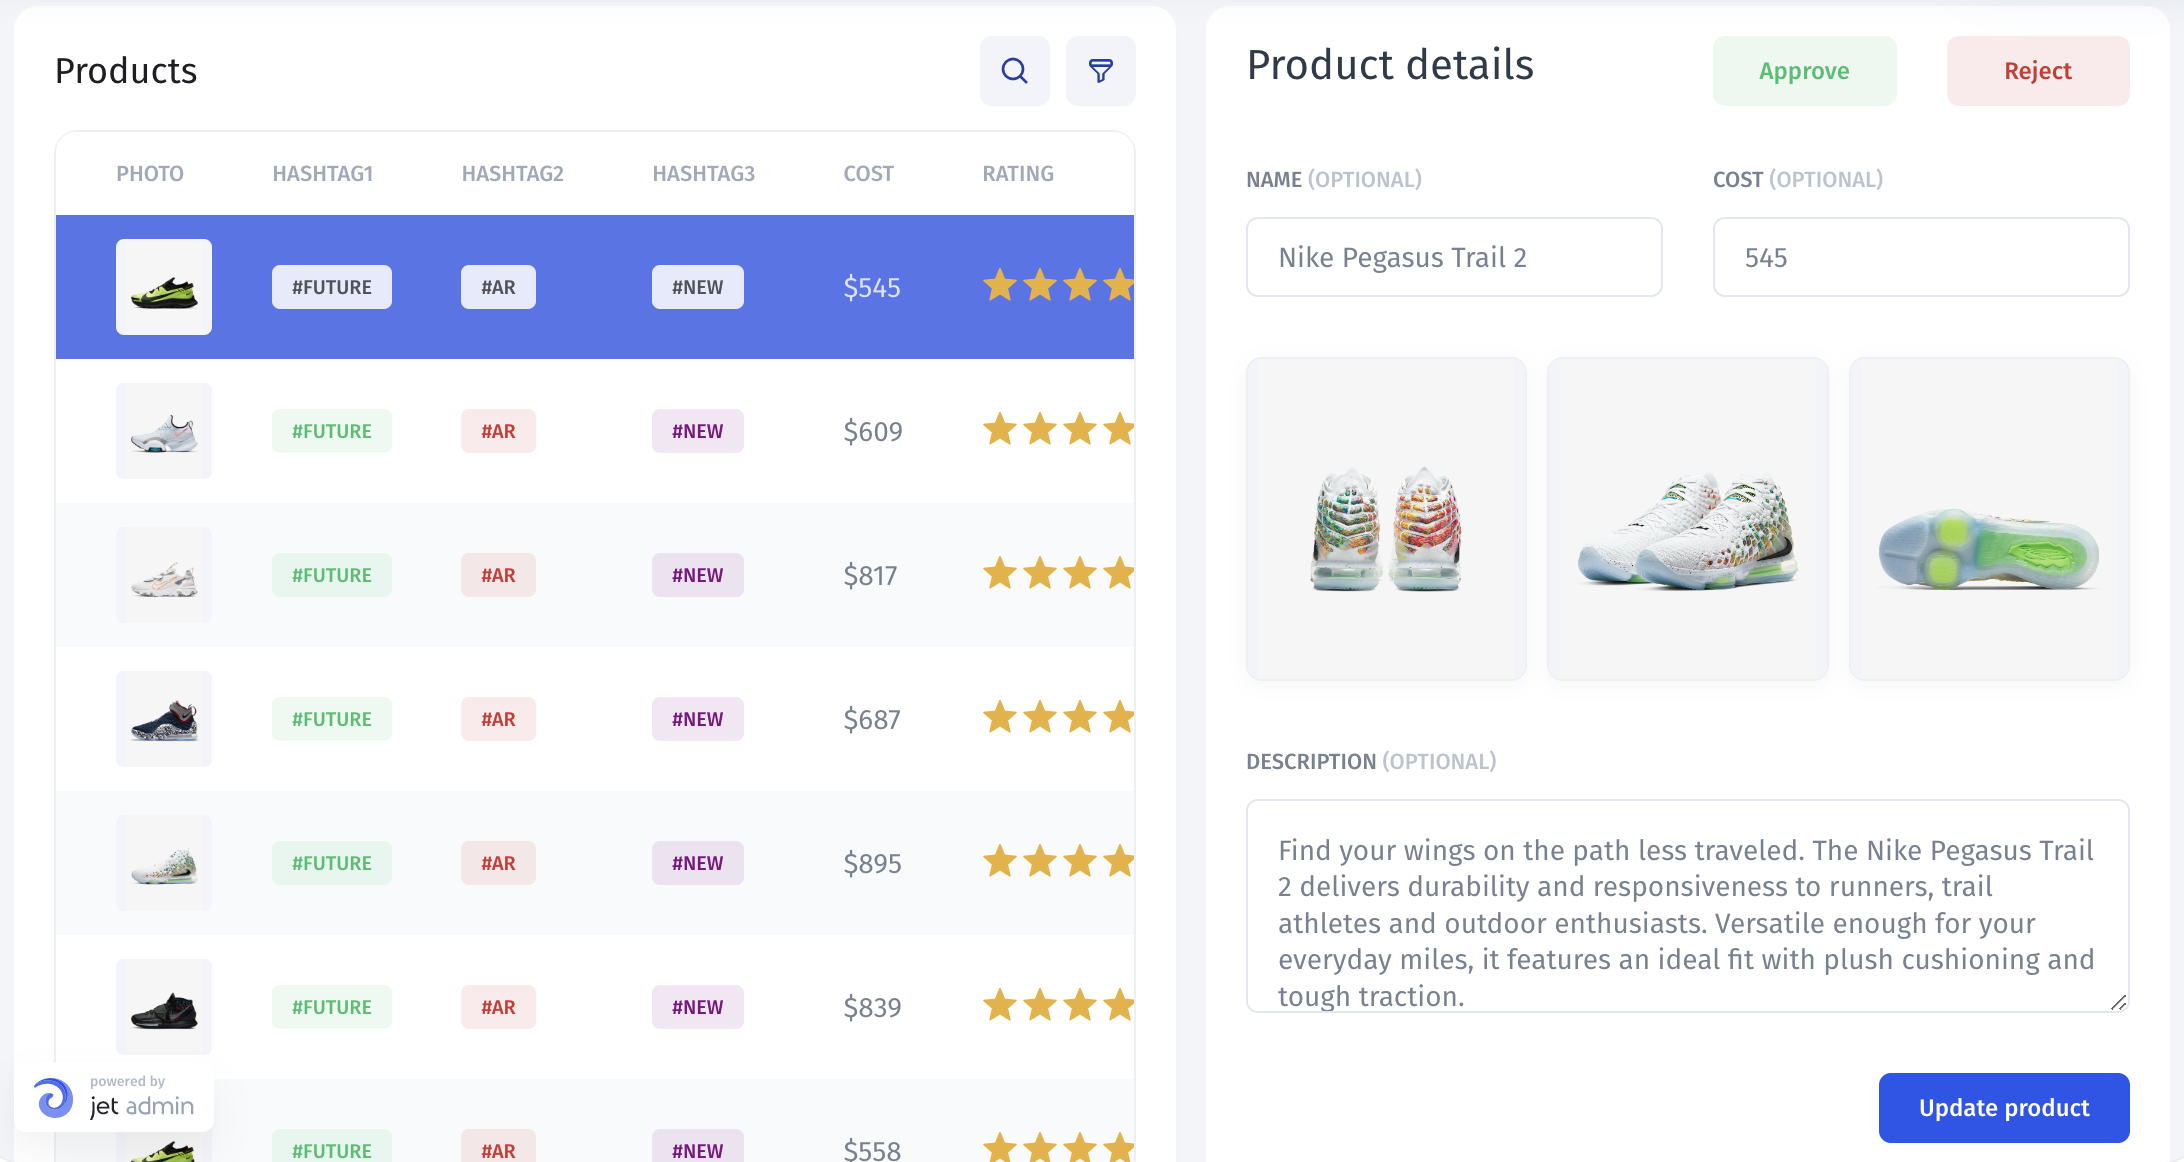 Products
PHOTO HASHTAG1 HASHTAG2 HASHTAG3 COST RATING
#FUTURE #AR #NEW $545
#FUTURE #AR #NEW $609
#FUTURE #AR #NEW $817
#FUTURE #AR #NEW $687
#FUTURE #AR #NEW $895
#FUTURE #AR #NEW $839
#FUTURE #AR #NEW $558
powered by
jet admin
Product details
Approve
Reject
NAME (OPTIONAL) COST (OPTIONAL)
Nike Pegasus Trail 2 545
DESCRIPTION (OPTIONAL)
Find your wings on the path less traveled. The Nike Pegasus Trail
2 delivers durability and responsiveness to runners, trail
athletes and outdoor enthusiasts. Versatile enough for your
everyday miles, it features an ideal fit with plush cushioning and
tough traction.
Update product